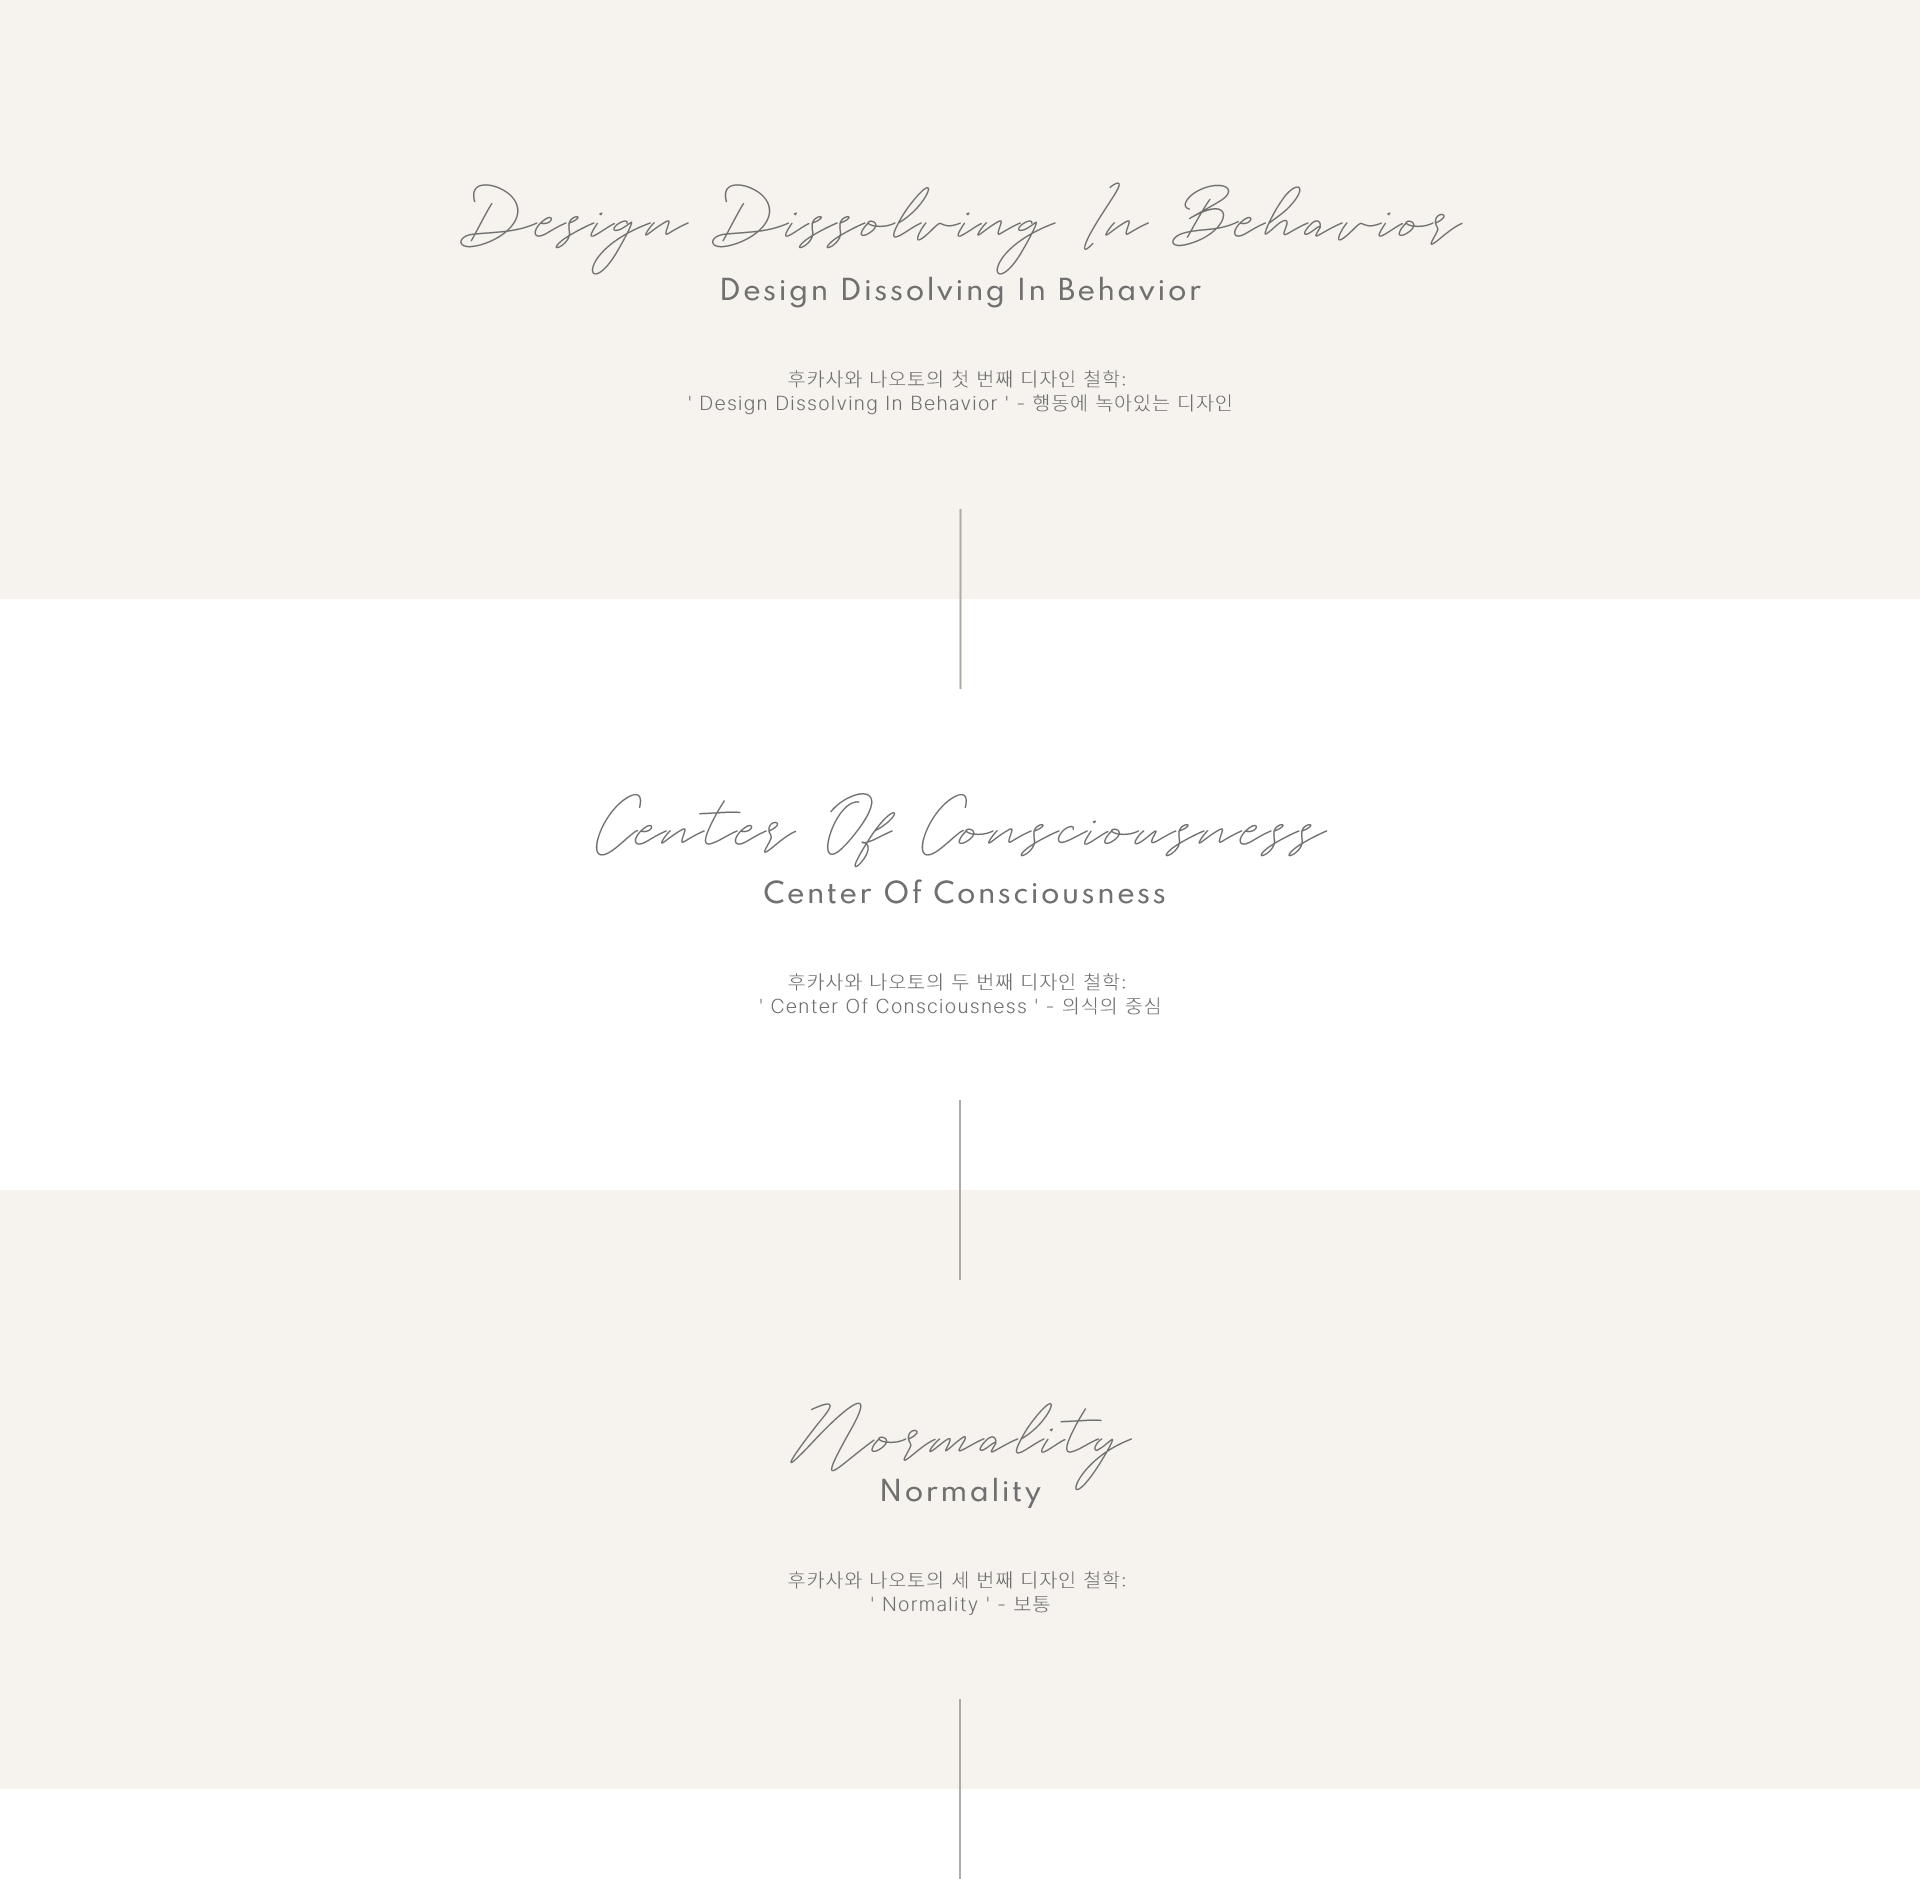 Design Dissolving In Behavior
Design Dissolving In Behavior
후카사와 나오토의 첫 번째 디자인 철학:
' Design Dissolving In Behavior ' - 행동에 녹아있는 디자인
Center Of Consciousness
Center Of Consciousness
후카사와 나오토의 두 번째 디자인 철학:
' Center Of Consciousness ' - 의식의 중심
Normality
Normality
후카사와 나오토의 세 번째 디자인 철학:
' Normality ' - 보통